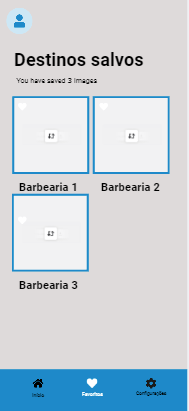 Destinos salvos
You have saved 3 images
Barbearia 1
Barbearia 2
Barbearia 3
Início
Favoritos
Configurações